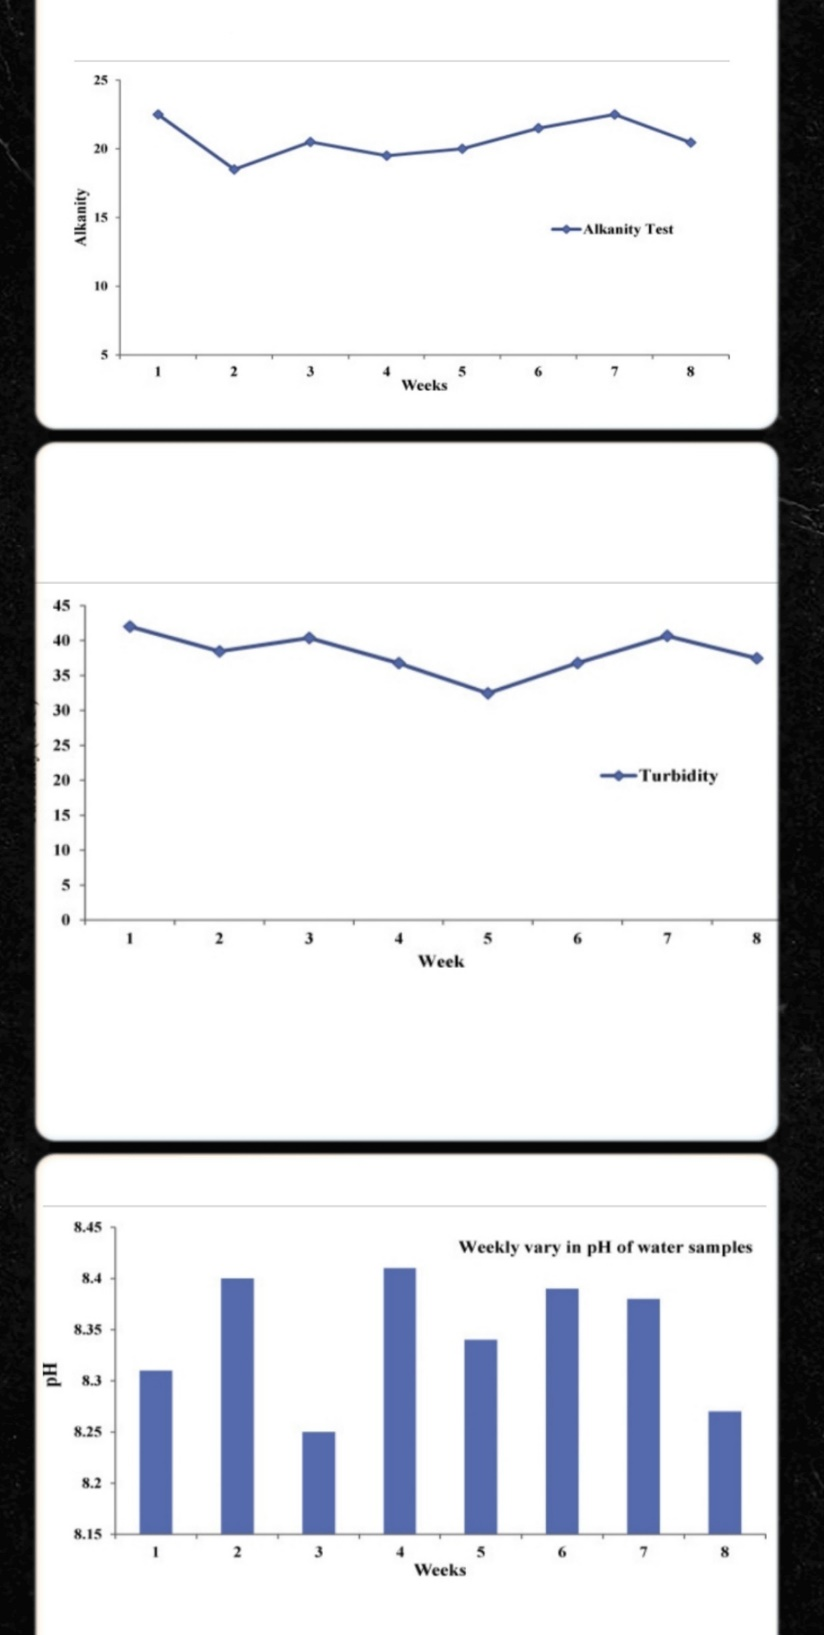 25
20
15
10
5
Alkanity
Alkanity Test
1 2 3 4 5 6 7 8
Weeks
45
40
35
30
25
20
15
10
5
0
Turbidity
1 2 3 4 5 6 7 8
Week
8.45
8.4
8.35
8.3
8.25
8.2
8.15
pH
Weekly vary in pH of water samples
1 2 3 4 5 6 7 8
Weeks